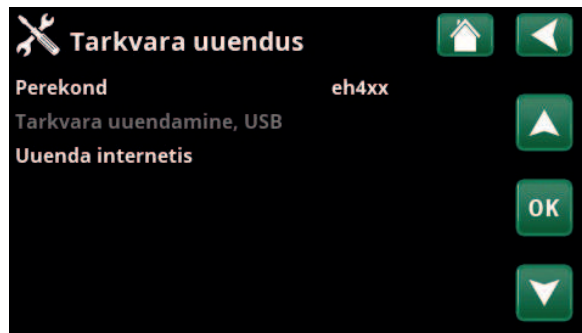 Tarkvara uuendus
Perekond eh4xx
Tarkvara uuendamine, USB
Uuenda internetis
OK